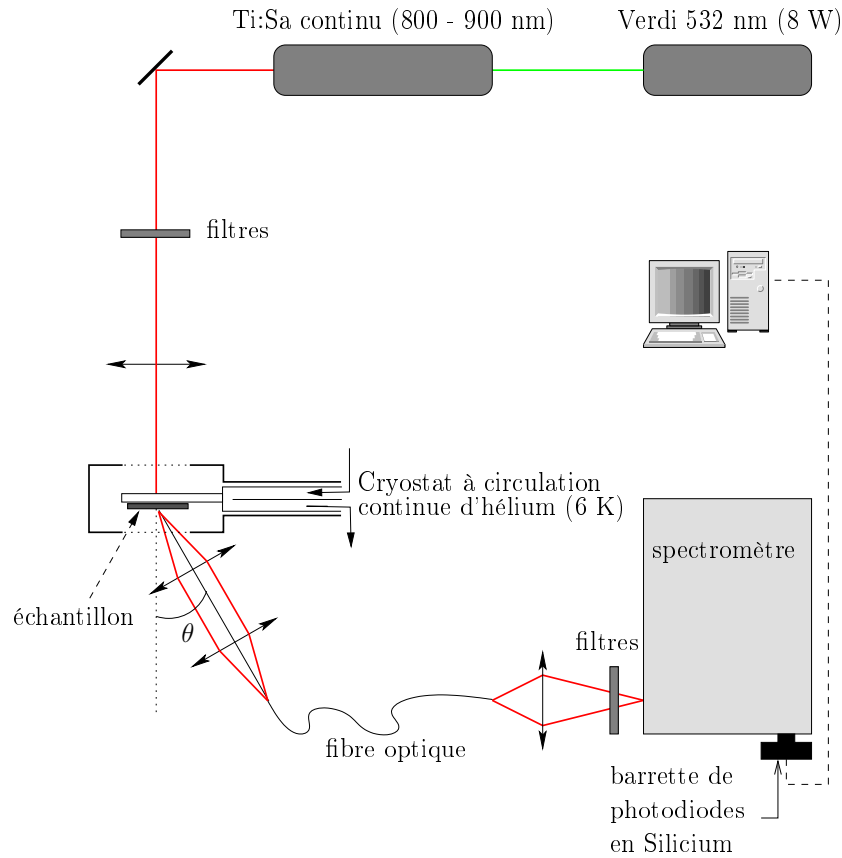 Ti:Sa continu (800 - 900 nm)
Verdi 532 nm (8 W)
filtres
Cryostat à circulation
continue d'hélium (6 K)
spectromètre
échantillon
θ
filtres
fibre optique
barrette de
photodiodes
en Silicium